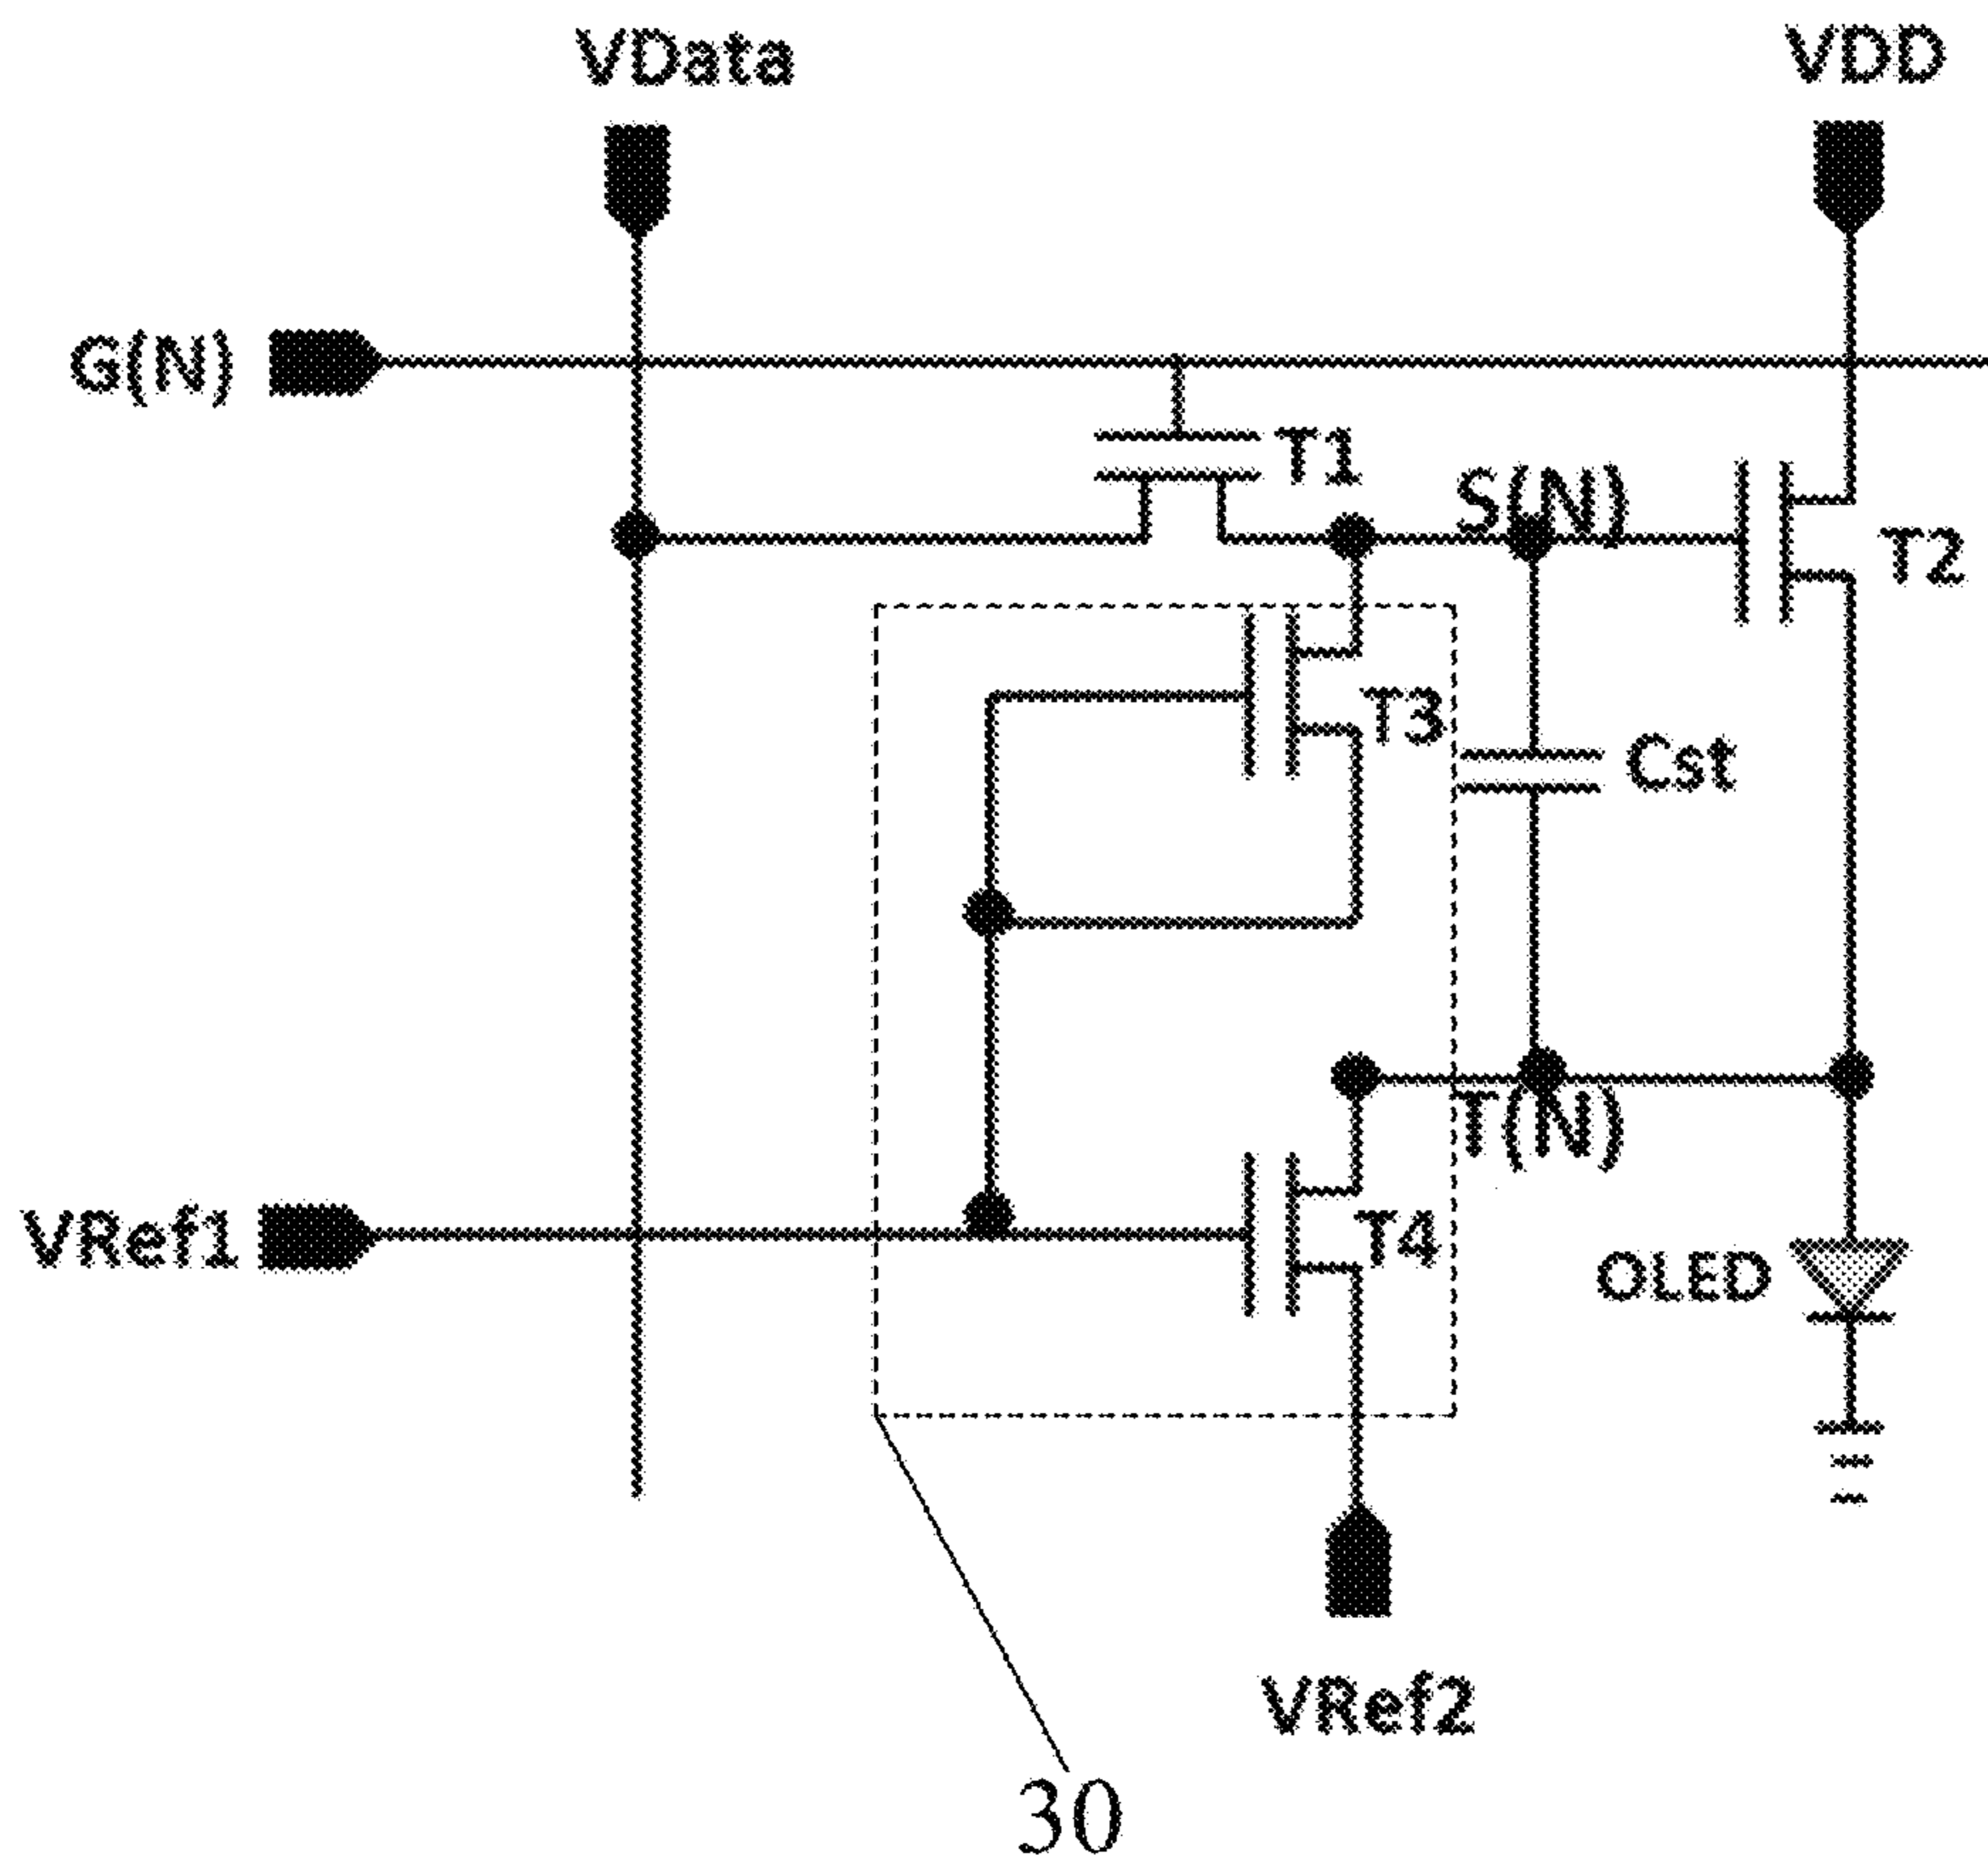 VData
VDD
G(N)
T1
S(N)
T2
T3
Cst
T(N)
VRef1
T4
OLED
VRef2
30